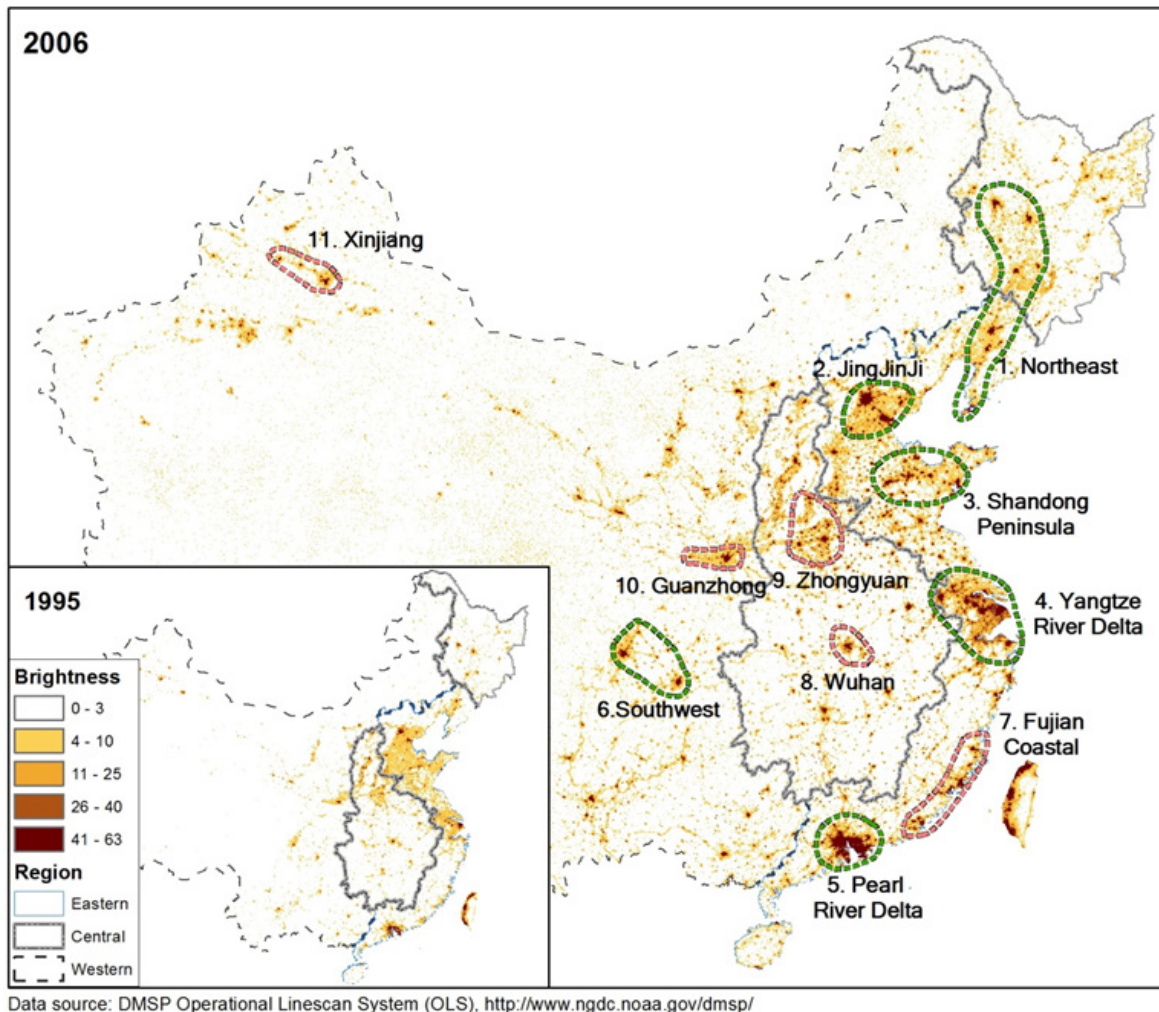 2006
11. Xinjiang
2. JingJinJi
1. Northeast
3. Shandong
Peninsula
10. Guanzhong
9. Zhongyuan
4. Yangtze
River Delta
8. Wuhan
6.Southwest
7. Fujian
Coastal
5. Pearl
River Delta
1995
Brightness
0 - 3
4 - 10
11 - 25
26 - 40
41 - 63
Region
Eastern
Central
Western
Data source: DMSP Operational Linescan System (OLS), http://www.ngdc.noaa.gov/dmsp/